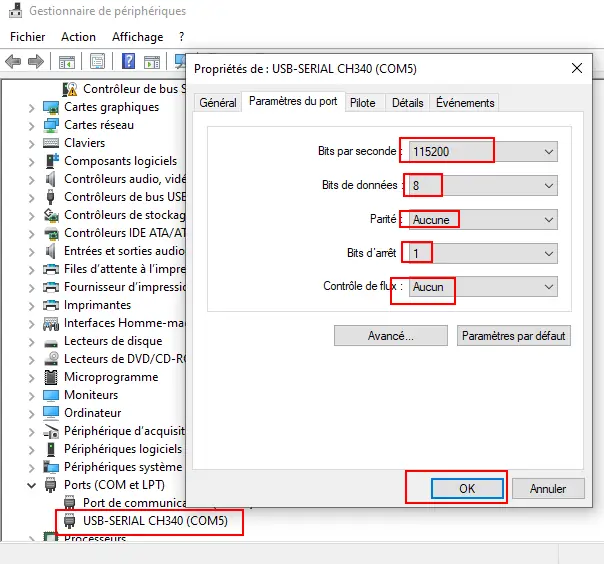 Gestionnaire de périphériques
Fichier Action Affichage ?
Contrôleur de bus S
Cartes graphiques
Cartes réseau
Claviers
Composants logiciels
Contrôleurs audio, vidé
Contrôleurs de bus USB
Contrôleurs de stockag
Contrôleurs IDE ATA/AT
Entrées et sorties audio
Files d'attente à l'impre
Fournisseur d'impressio
Imprimantes
Interfaces Homme-ma
Lecteurs de disque
Lecteurs de DVD/CD-RO
Microprogramme
Moniteurs
Ordinateur
Périphérique d'acquisit
Périphériques logiciels
Périphériques système
Ports (COM et LPT)
Port de communica
USB-SERIAL CH340 (COM5)
Processeurs
Propriétés de : USB-SERIAL CH340 (COM5)
Général Paramètres du port Pilote Détails Événements
Bits par seconde : 115200
Bits de données : 8
Parité : Aucune
Bits d'arrêt : 1
Contrôle de flux : Aucun
Avancé... Paramètres par défaut
OK Annuler